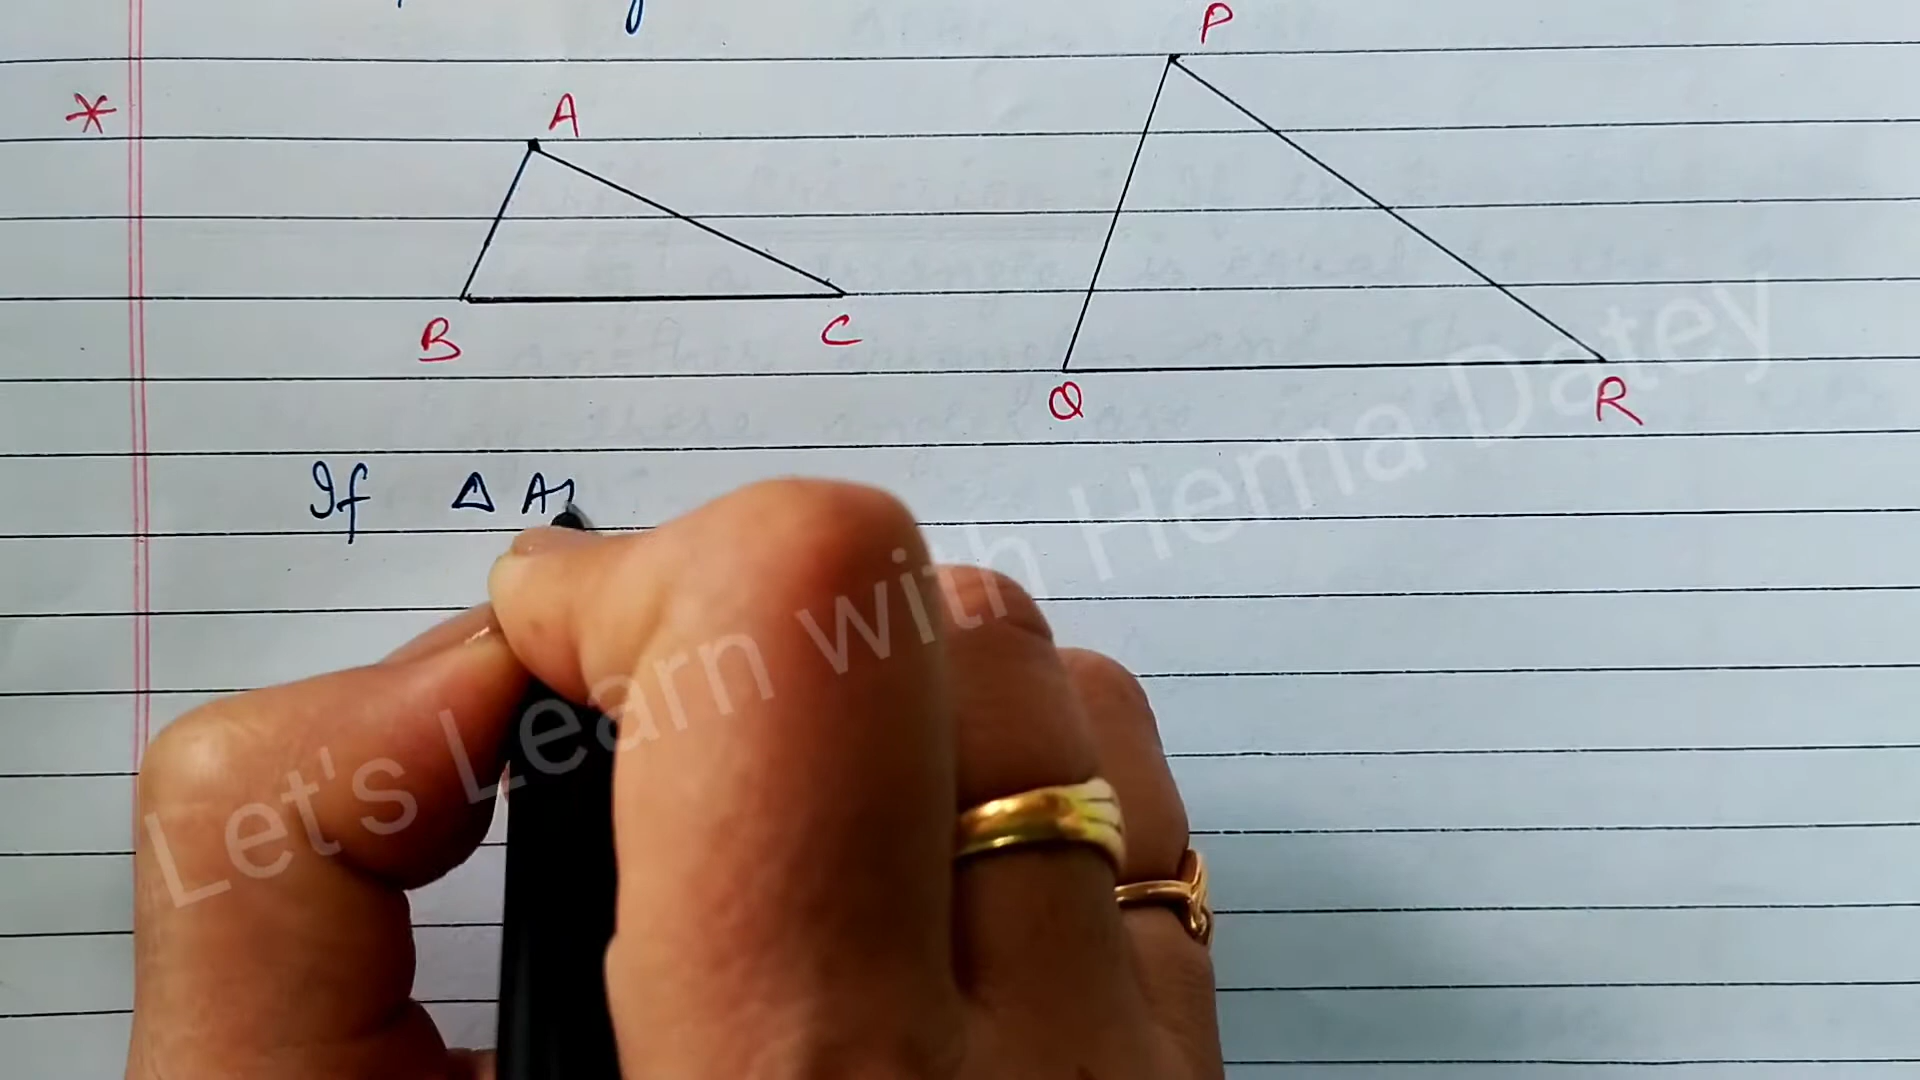 P
*
A
B
C
Q
R
If Δ A
Let's Learn with Hema Datey